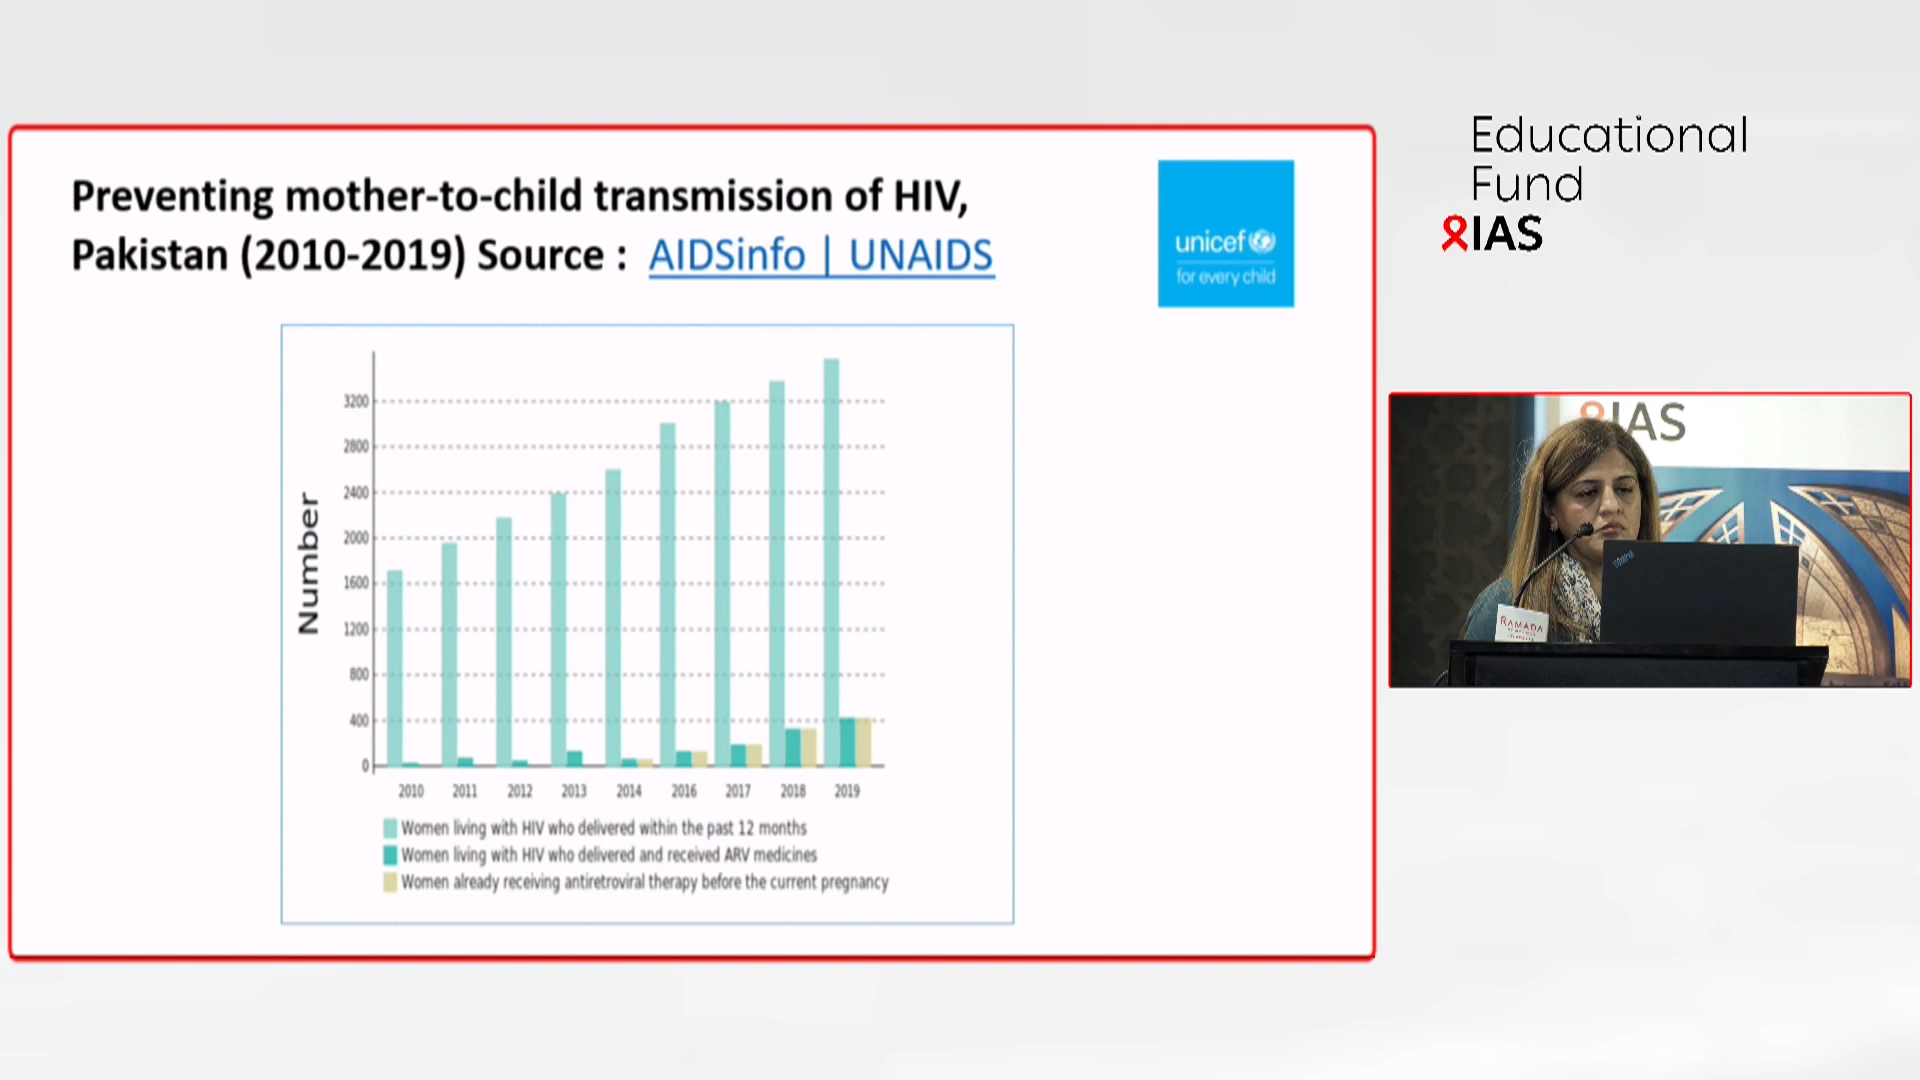 Preventing mother-to-child transmission of HIV,
Pakistan (2010-2019) Source : AIDSinfo | UNAIDS
unicef
for every child
Educational
Fund
IAS
Number
3200
2800
2400
2000
1600
1200
800
400
0
2010 2011 2012 2013 2014 2016 2017 2018 2019
Women living with HIV who delivered within the past 12 months
Women living with HIV who delivered and received ARV medicines
Women already receiving antiretroviral therapy before the current pregnancy
IAS
ThinkPad
RAMADA